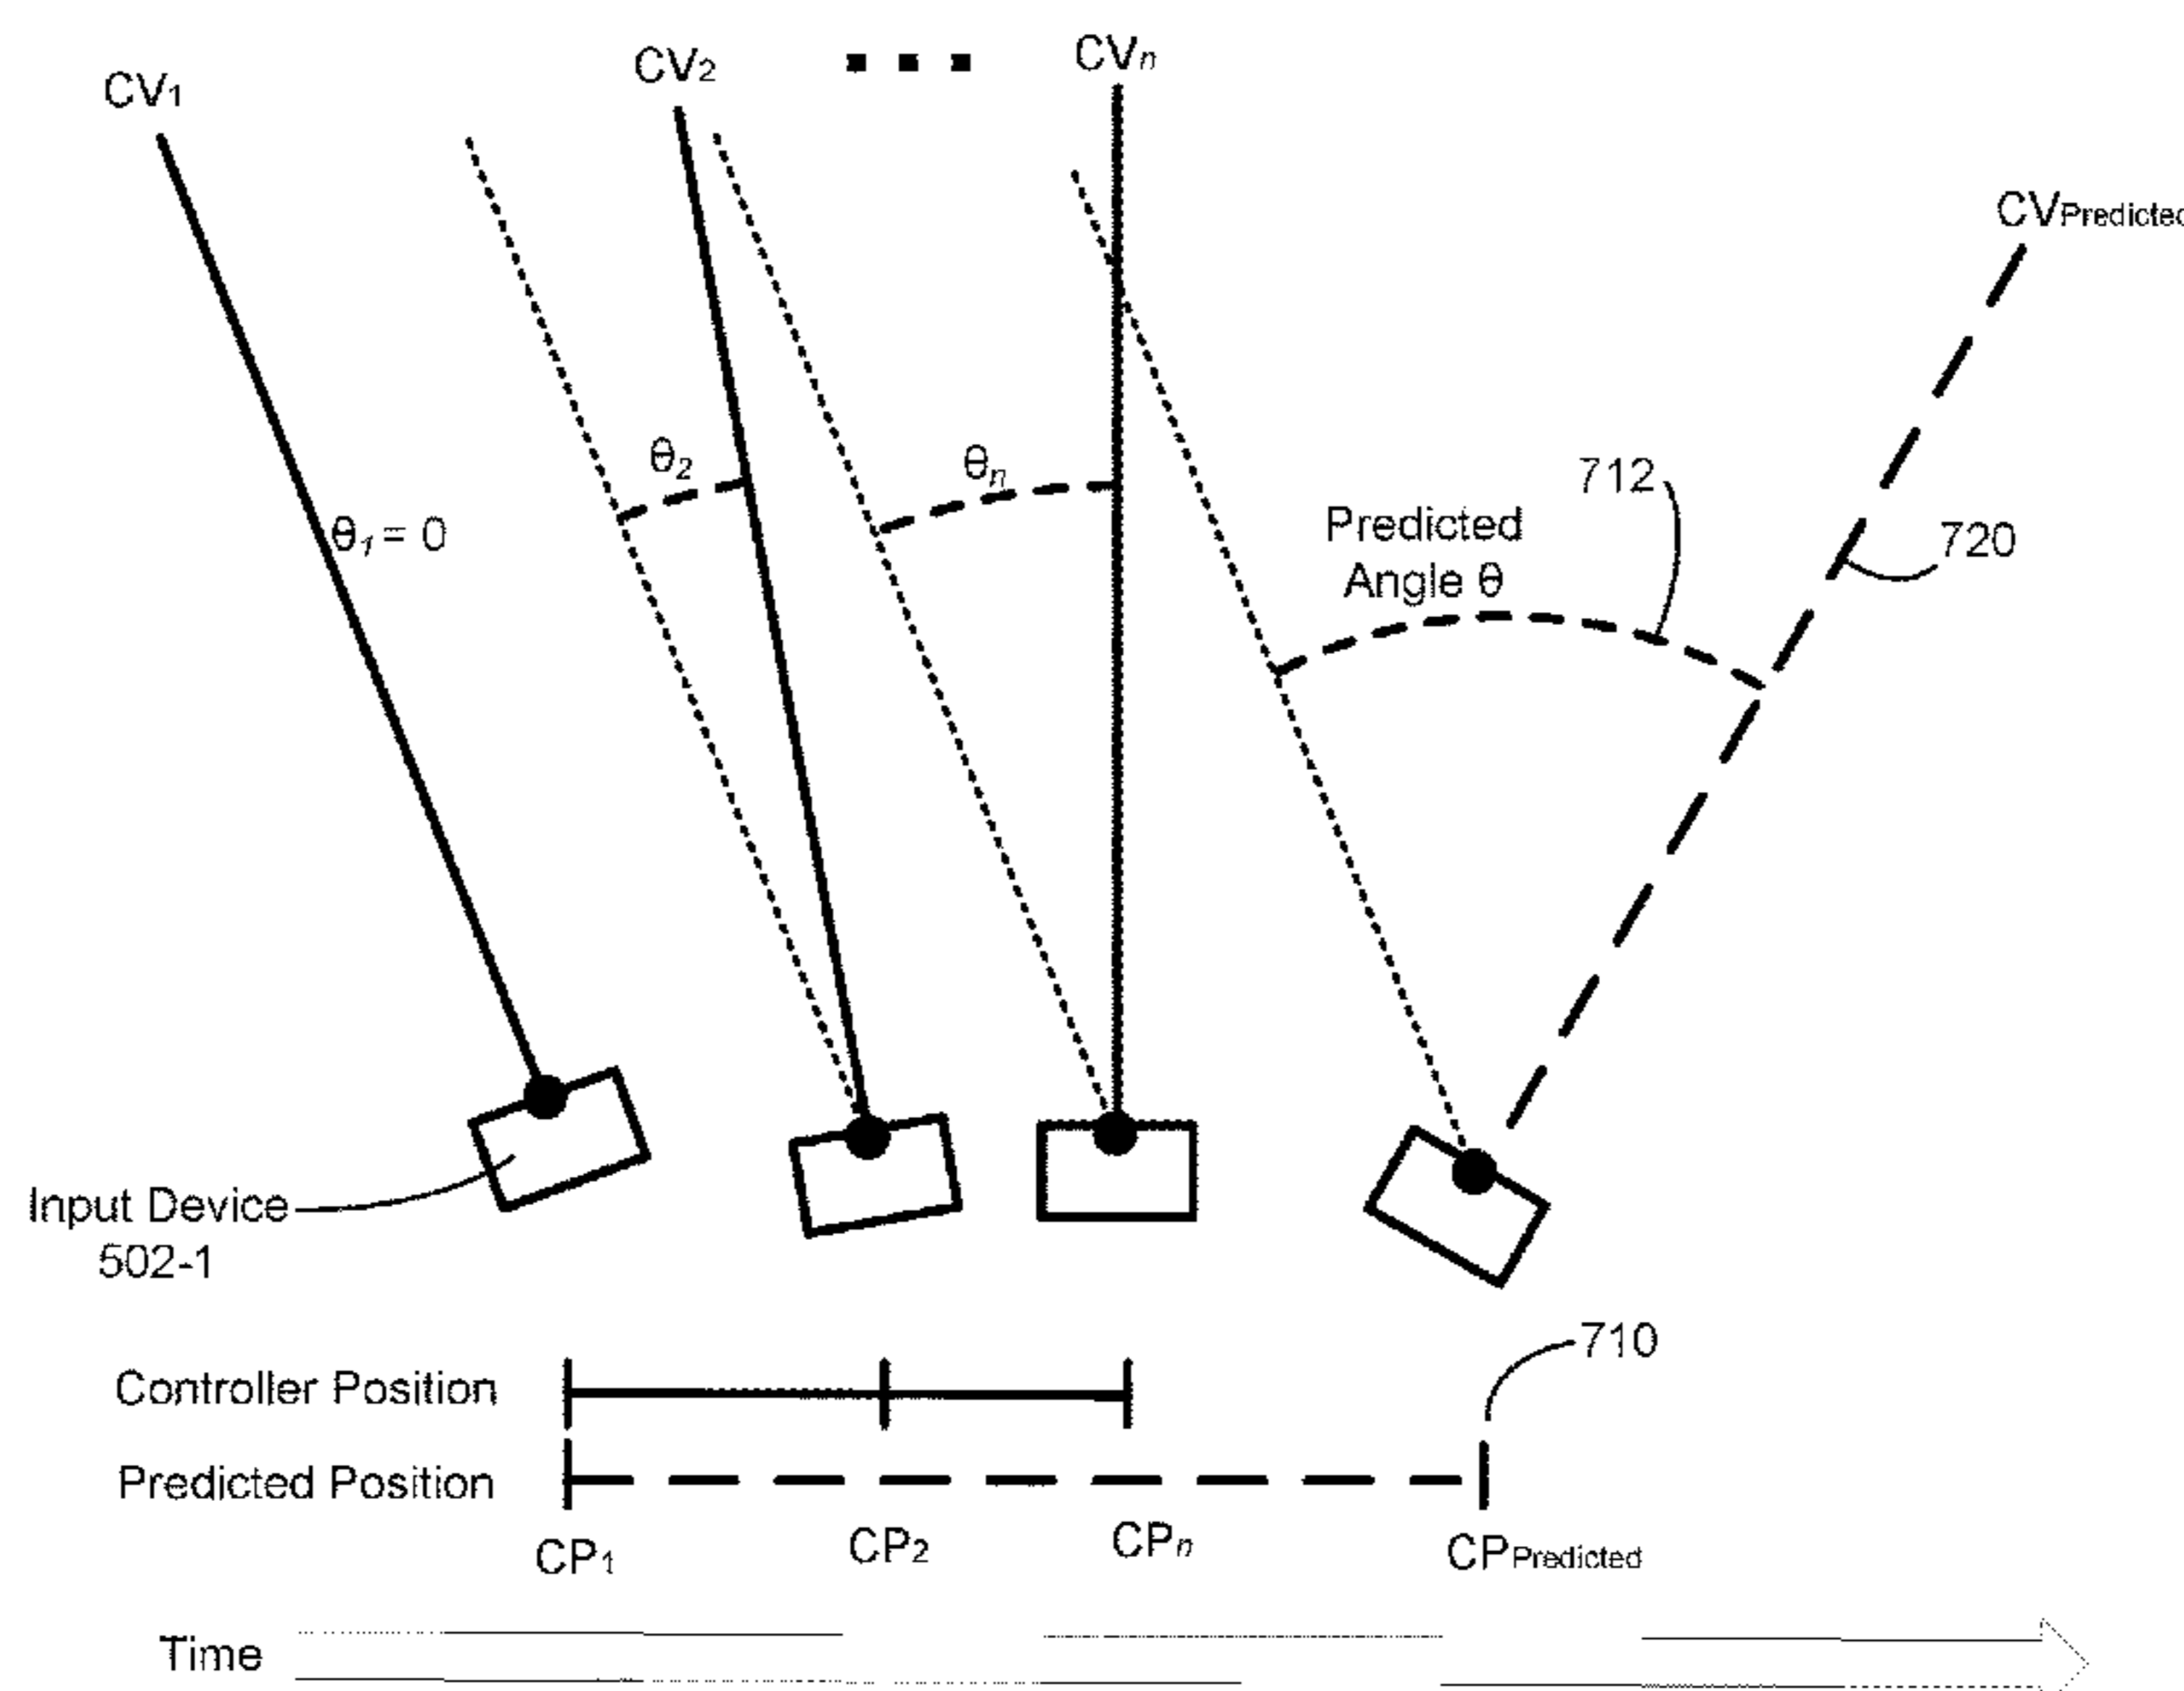 CV1
CV2
CVn
CVPredicted
θ2
θn
θ1 = 0
712
Predicted
Angle θ
720
Input Device
502-1
710
Controller Position
Predicted Position
CP1
CP2
CPn
CPPredicted
Time